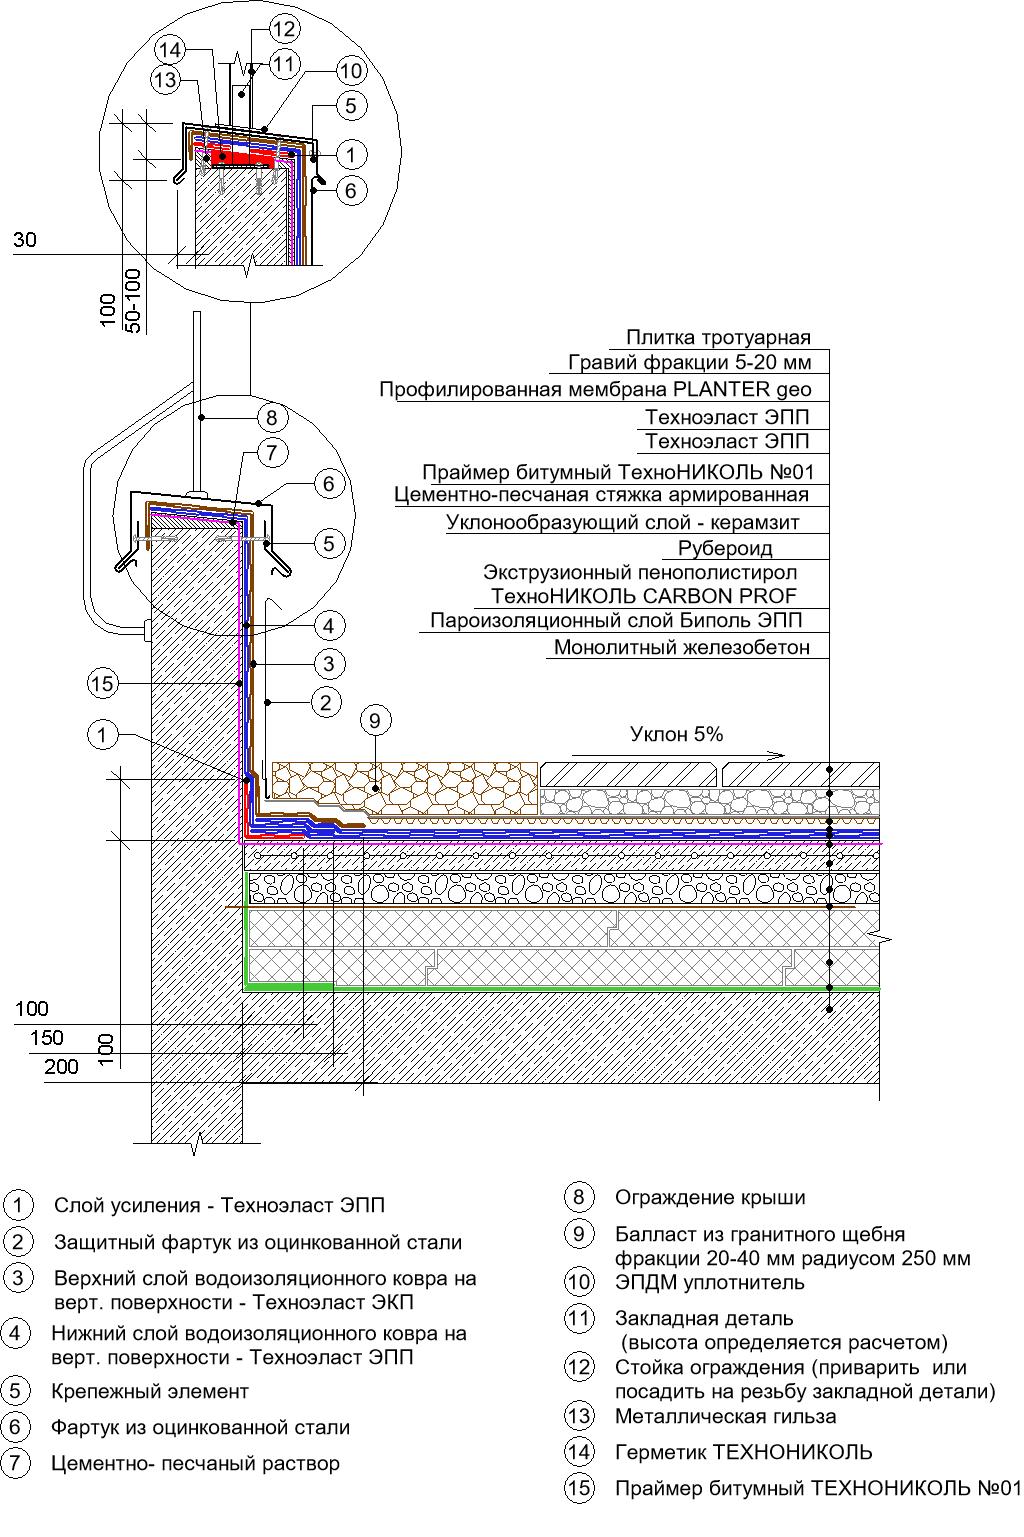 12
14
11
13
10
5
1
6
30
100
50-100
Плитка тротуарная
Гравий фракции 5-20 мм
Профилированная мембрана PLANTER geo
8
Техноэласт ЭПП
Техноэласт ЭПП
7
Праймер битумный ТехноНИКОЛЬ №01
6
Цементно-песчаная стяжка армированная
Уклонообразующий слой - керамзит
5
Рубероид
Экструзионный пенополистирол
ТехноНИКОЛЬ CARBON PROF
4
Пароизоляционный слой Биполь ЭПП
Монолитный железобетон
3
15
2
9
1
Уклон 5%
100
150
100
200
1 Слой усиления - Техноэласт ЭПП
2 Защитный фартук из оцинкованной стали
3 Верхний слой водоизоляционного ковра на
верт. поверхности - Техноэласт ЭКП
4 Нижний слой водоизоляционного ковра на
верт. поверхности - Техноэласт ЭПП
5 Крепежный элемент
6 Фартук из оцинкованной стали
7 Цементно- песчаный раствор
8 Ограждение крыши
9 Балласт из гранитного щебня
фракции 20-40 мм радиусом 250 мм
10 ЭПДМ уплотнитель
11 Закладная деталь
(высота определяется расчетом)
12 Стойка ограждения (приварить или
посадить на резьбу закладной детали)
13 Металлическая гильза
14 Герметик ТЕХНОНИКОЛЬ
15 Праймер битумный ТЕХНОНИКОЛЬ №01